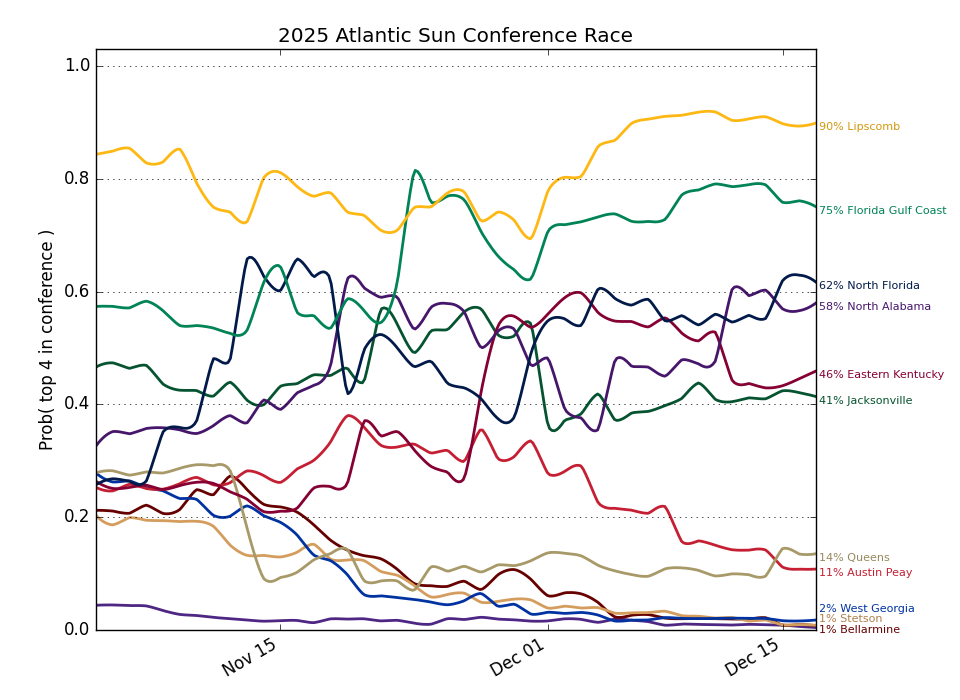 2025 Atlantic Sun Conference Race
Prob( top 4 in conference )
1.0
0.8
0.6
0.4
0.2
0.0
Nov 15
Dec 01
Dec 15
90% Lipscomb
75% Florida Gulf Coast
62% North Florida
58% North Alabama
46% Eastern Kentucky
41% Jacksonville
14% Queens
11% Austin Peay
2% West Georgia
1% Stetson
1% Bellarmine